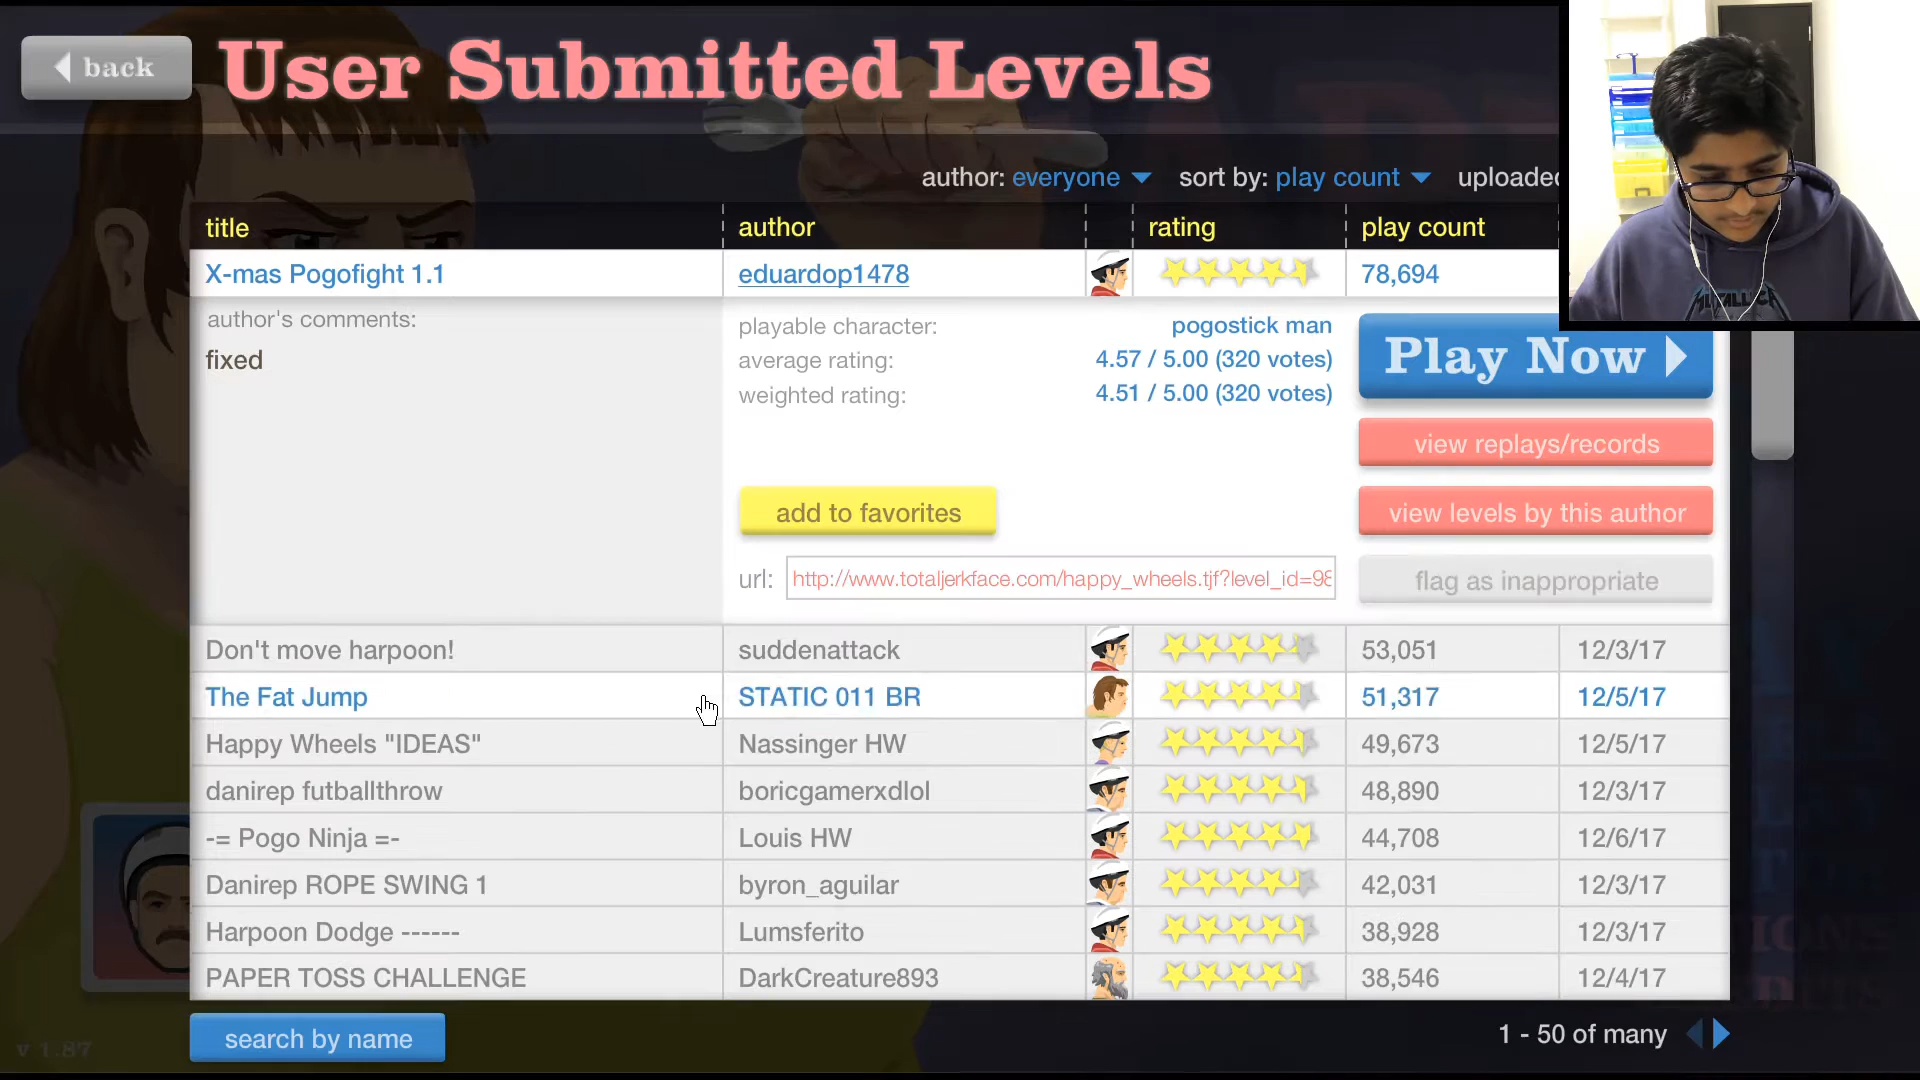 back
User Submitted Levels
author: everyone sort by: play count uploaded
title author rating play count
X-mas Pogofight 1.1 eduardop1478 78,694
author's comments:
fixed
playable character: pogostick man
average rating: 4.57 / 5.00 (320 votes)
weighted rating: 4.51 / 5.00 (320 votes)
Play Now
view replays/records
add to favorites
view levels by this author
url: http://www.totaljerkface.com/happy_wheels.tjf?level_id=98
flag as inappropriate
Don't move harpoon! suddenattack 53,051 12/3/17
The Fat Jump STATIC 011 BR 51,317 12/5/17
Happy Wheels "IDEAS" Nassinger HW 49,673 12/5/17
danirep futballthrow boricgamerxdlol 48,890 12/3/17
-= Pogo Ninja =- Louis HW 44,708 12/6/17
Danirep ROPE SWING 1 byron_aguilar 42,031 12/3/17
Harpoon Dodge ------ Lumsferito 38,928 12/3/17
PAPER TOSS CHALLENGE DarkCreature893 38,546 12/4/17
search by name
1 - 50 of many
v 1.87
METALLICA